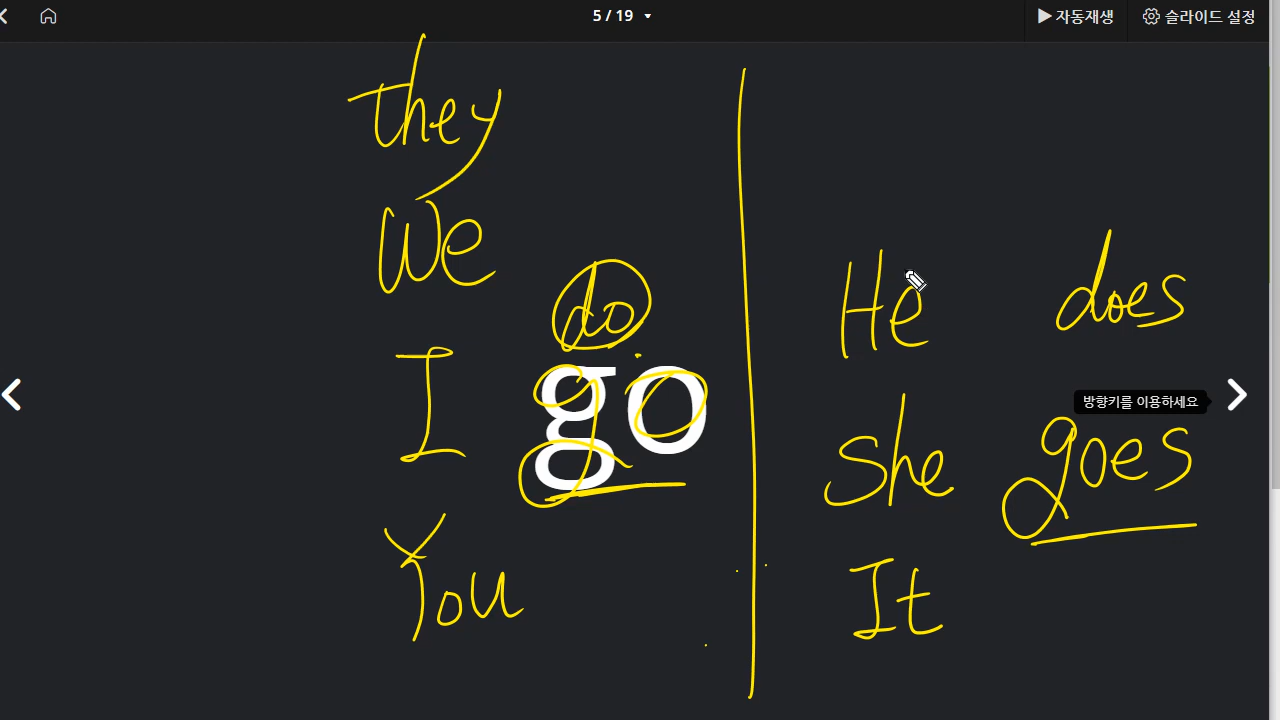 5 / 19
자동재생
슬라이드 설정
they
We
do
I
go
You
He
does
방향키를 이용하세요
she
goes
It